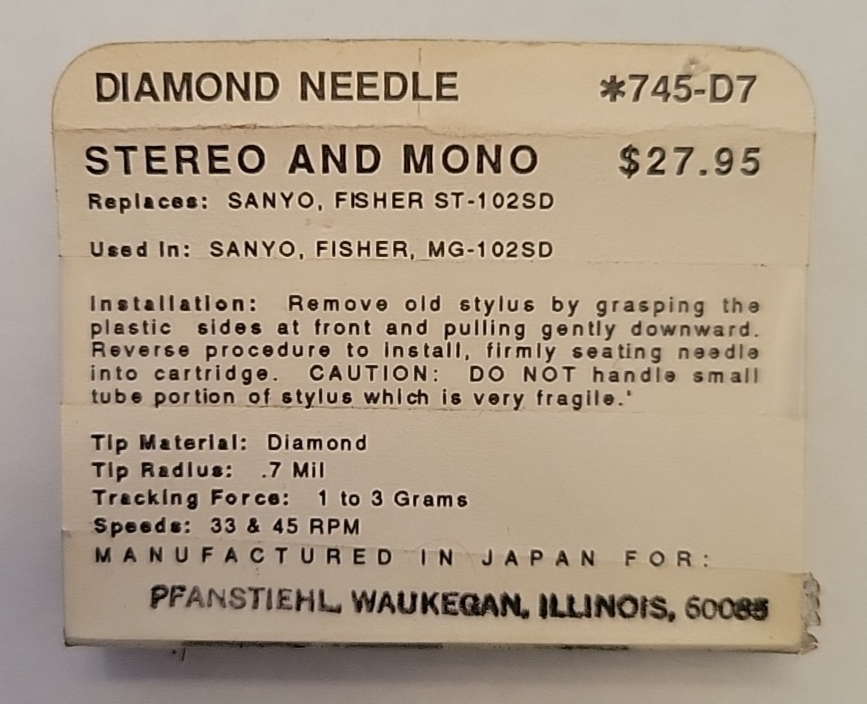 DIAMOND NEEDLE *745-D7
STEREO AND MONO $27.95
Replaces: SANYO, FISHER ST-102SD
Used In: SANYO, FISHER, MG-102SD
Installation: Remove old stylus by grasping the
plastic sides at front and pulling gently downward.
Reverse procedure to install, firmly seating needle
into cartridge. CAUTION: DO NOT handle small
tube portion of stylus which is very fragile.'
Tip Material: Diamond
Tip Radius: .7 Mil
Tracking Force: 1 to 3 Grams
Speeds: 33 & 45 RPM
MANUFACTURED IN JAPAN FOR:
PFANSTIEHL, WAUKEGAN, ILLINOIS, 60085